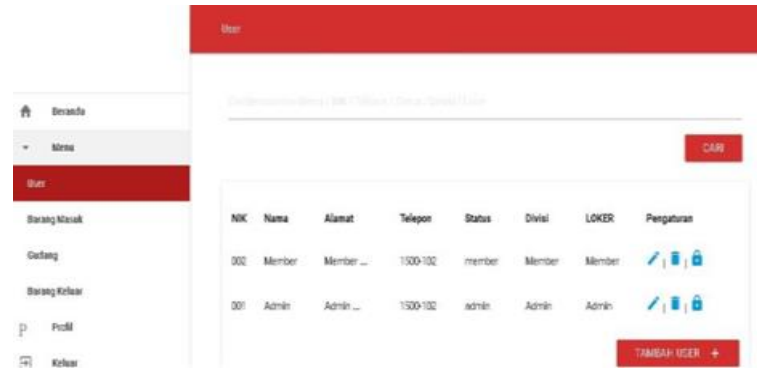 User
Beranda
Menu
User
Barang Masuk
Gudang
Barang Keluar
Profil
Keluar
CARI
NIK Nama Alamat Telepon Status Divisi LOKER Pengaturan
002 Member Member ... 1500-102 member Member Member
001 Admin Admin ... 1500-102 admin Admin Admin
TAMBAH USER +